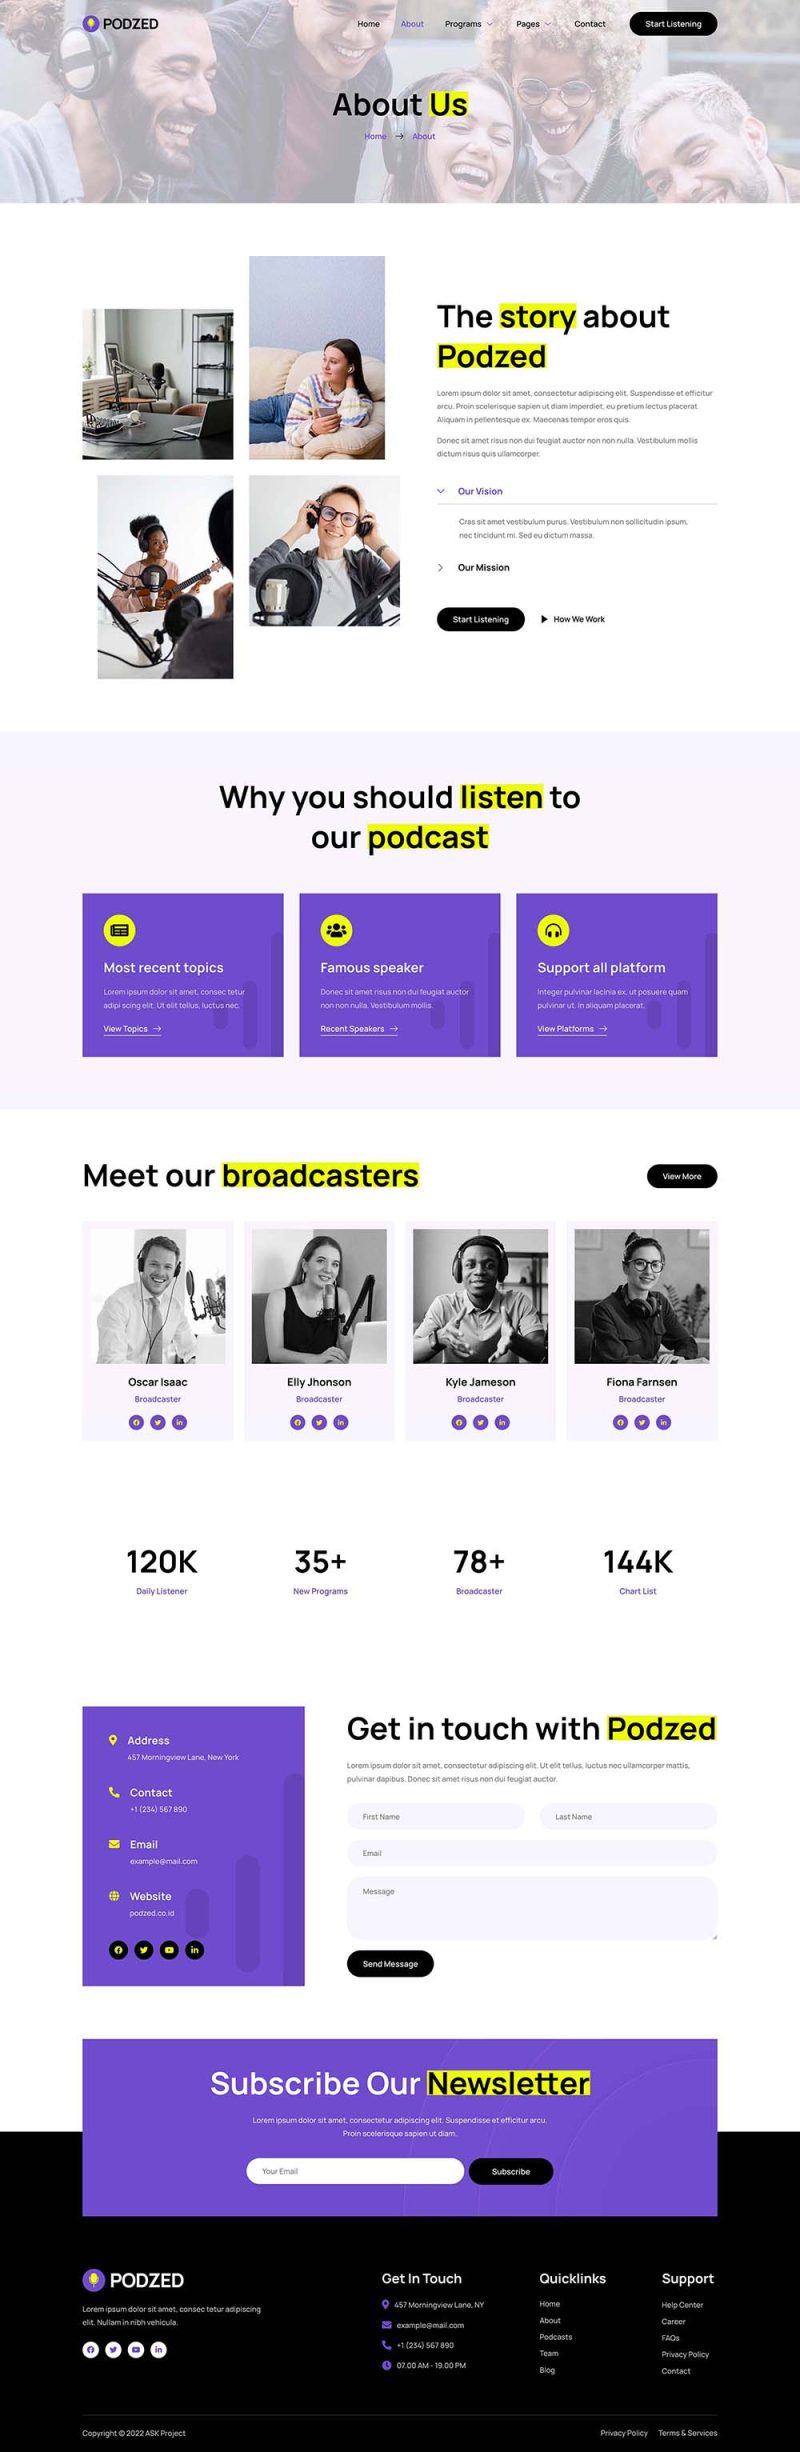 PODZED
Home About Programs Pages Contact Start Listening
About Us
Home → About
The story about
Podzed
Lorem ipsum dolor sit amet, consectetur adipiscing elit. Suspendisse et efficitur
arcu. Proin scelerisque sapien ut diam imperdiet, eu pretium lectus placerat.
Aliquam in pellentesque ex. Maecenas tempor eros quis.
Donec sit amet risus non dui feugiat auctor non non nulla. Vestibulum mollis
dictum risus quis ullamcorper.
Our Vision
Cras sit amet vestibulum purus. Vestibulum non sollicitudin ipsum,
nec tincidunt mi. Sed eu dictum massa.
Our Mission
Start Listening How We Work
Why you should listen to
our podcast
Most recent topics
Lorem ipsum dolor sit amet, consec tetur
adipi scing elit. Ut elit tellus, luctus nec.
View Topics →
Famous speaker
Donec sit amet risus non dui feugiat auctor
non non nulla. Vestibulum mollis.
Recent Speakers →
Support all platform
Integer pulvinar lacinia ex, ut posuere quam
pulvinar ut. In aliquam placerat.
View Platforms →
Meet our broadcasters
View More
Oscar Isaac
Broadcaster
Elly Jhonson
Broadcaster
Kyle Jameson
Broadcaster
Fiona Farnsen
Broadcaster
120K
Daily Listener
35+
New Programs
78+
Broadcaster
144K
Chart List
Address
457 Morningview Lane, New York
Contact
+1 (234) 567 890
Email
example@mail.com
Website
podzed.co.id
Get in touch with Podzed
Lorem ipsum dolor sit amet, consectetur adipiscing elit. Ut elit tellus, luctus nec ullamcorper mattis,
pulvinar dapibus. Donec sit amet risus non dui feugiat auctor.
First Name Last Name
Email
Message
Send Message
Subscribe Our Newsletter
Lorem ipsum dolor sit amet, consectetur adipiscing elit. Suspendisse et efficitur arcu.
Proin scelerisque sapien ut diam.
Your Email Subscribe
PODZED
Lorem ipsum dolor sit amet, consec tetur adipiscing
elit. Nullam in nibh vehicula.
Get In Touch
457 Morningview Lane, NY
example@mail.com
+1 (234) 567 890
07.00 AM - 19.00 PM
Quicklinks
Home
About
Podcasts
Team
Blog
Support
Help Center
Career
FAQs
Privacy Policy
Contact
Copyright © 2022 ASK Project
Privacy Policy Terms & Services